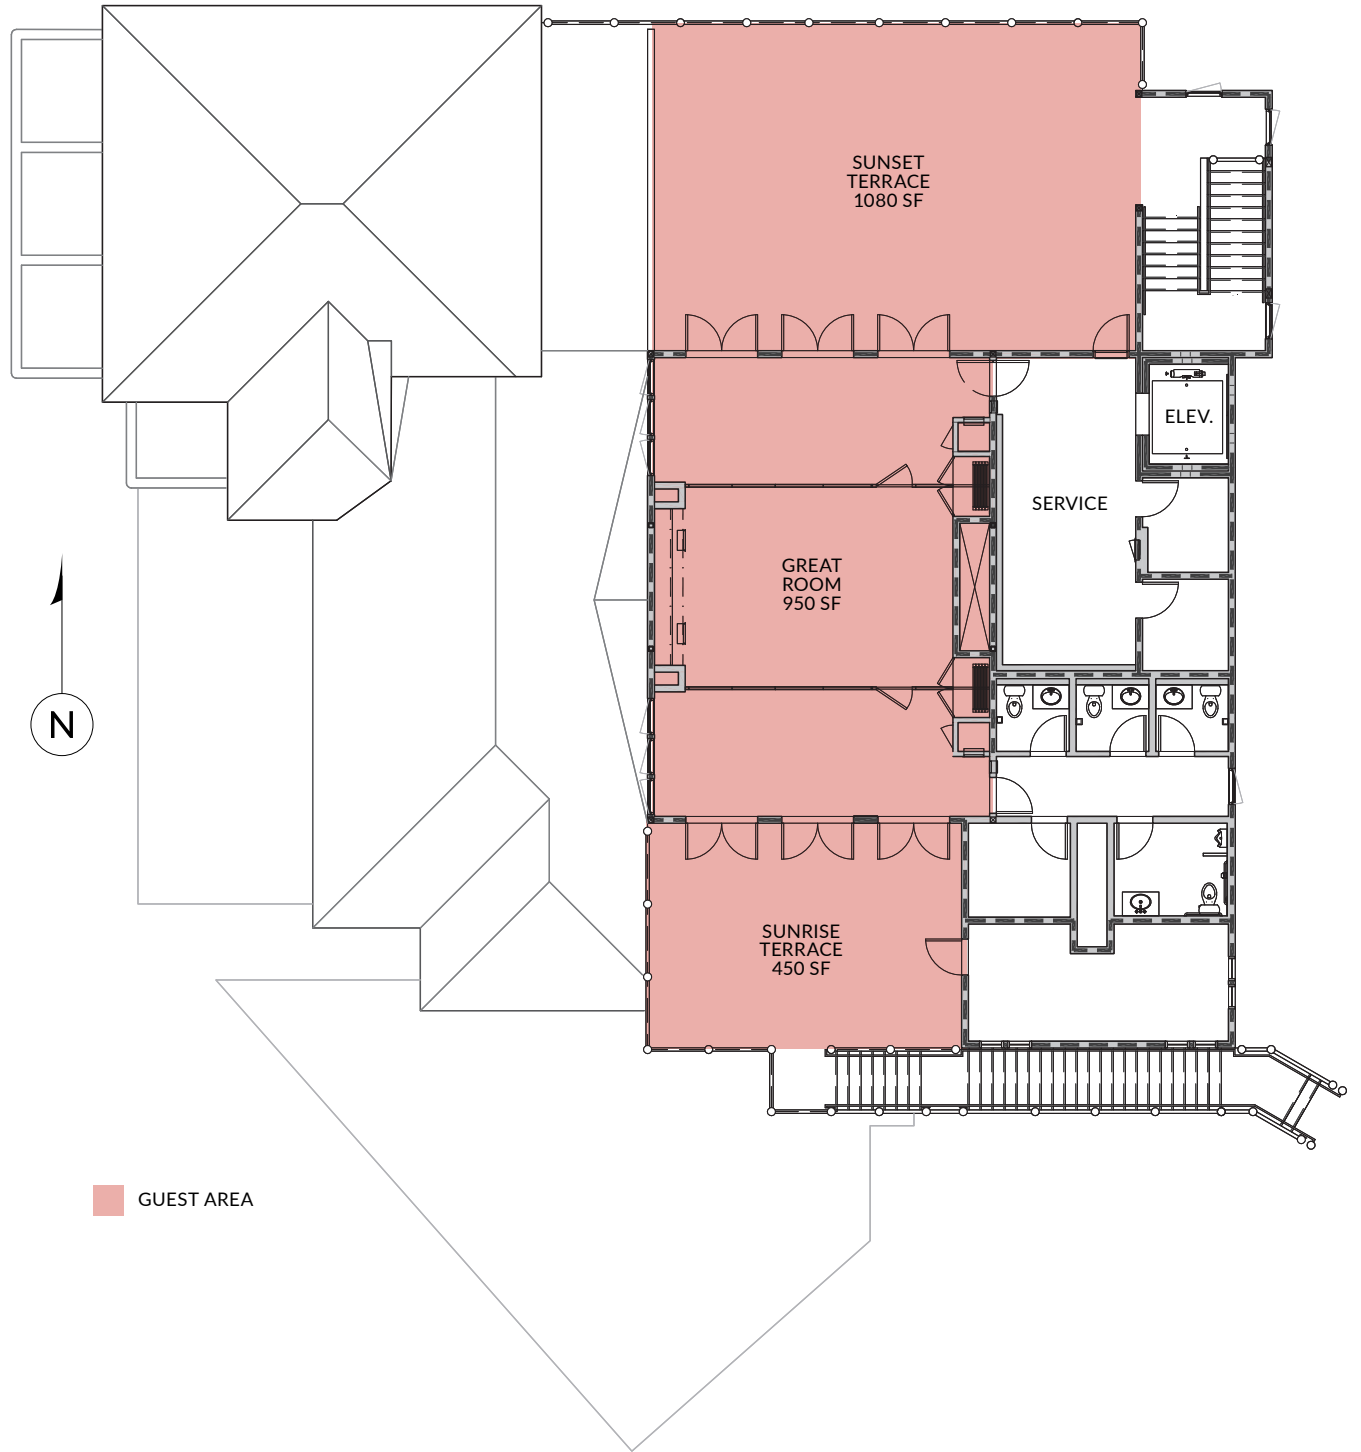 SUNSET
TERRACE
1080 SF
ELEV.
SERVICE
GREAT
ROOM
950 SF
N
SUNRISE
TERRACE
450 SF
GUEST AREA